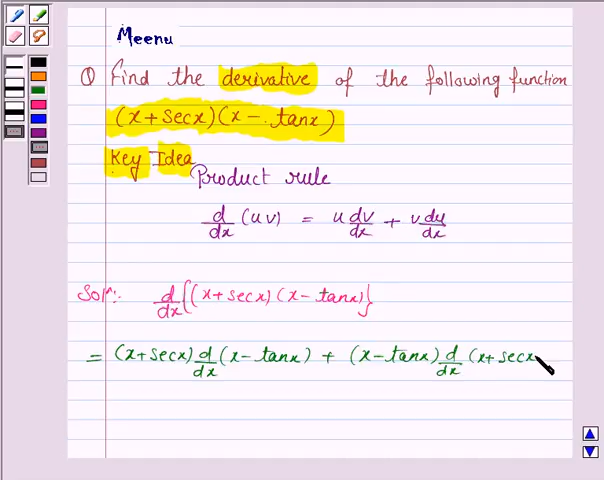 Meenu
Q Find the derivative of the following function
(x + secx)(x - . tanx)
Key Idea
Product rule
d/dx (uv) = u dv/dx + v du/dx
Solⁿ: d/dx {(x + secx) (x - tanx)}
= (x + secx) d/dx (x - tanx) + (x - tanx) d/dx (x + secx